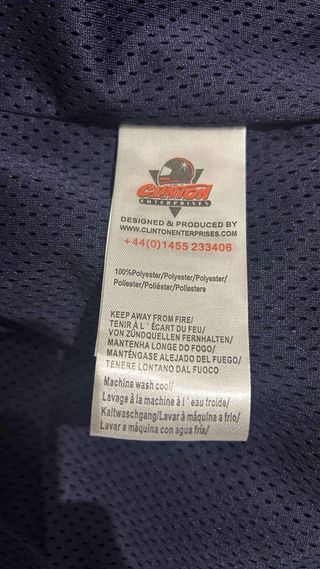 CLINTON
ENTERPRISES
DESIGNED & PRODUCED BY
WWW.CLINTONENTERPRISES.COM
+44(0)1455 233406
100%Polyester/Polyester/Polyester/
Poliester/Poliéster/Poliestere
KEEP AWAY FROM FIRE/
TENIR À L' ÉCART DU FEU/
VON ZÜNDQUELLEN FERNHALTEN/
MANTENHA LONGE DO FOGO/
MANTÉNGASE ALEJADO DEL FUEGO/
TENERE LONTANO DAL FUOCO
Machine wash cool/
Lavage à la machine à l' eau froide/
Kaltwaschgang/Lavar à máquina a frio/
Lavar a máquina con agua fría/